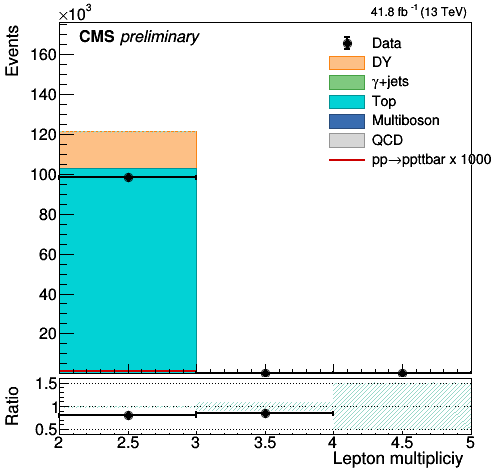 ×10³
41.8 fb⁻¹ (13 TeV)
Events
CMS preliminary
Data
DY
γ+jets
Top
Multiboson
QCD
pp→ppttbar x 1000
160
140
120
100
80
60
40
20
Ratio
1.5
1
0.5
2 2.5 3 3.5 4 4.5 5
Lepton multipliciy